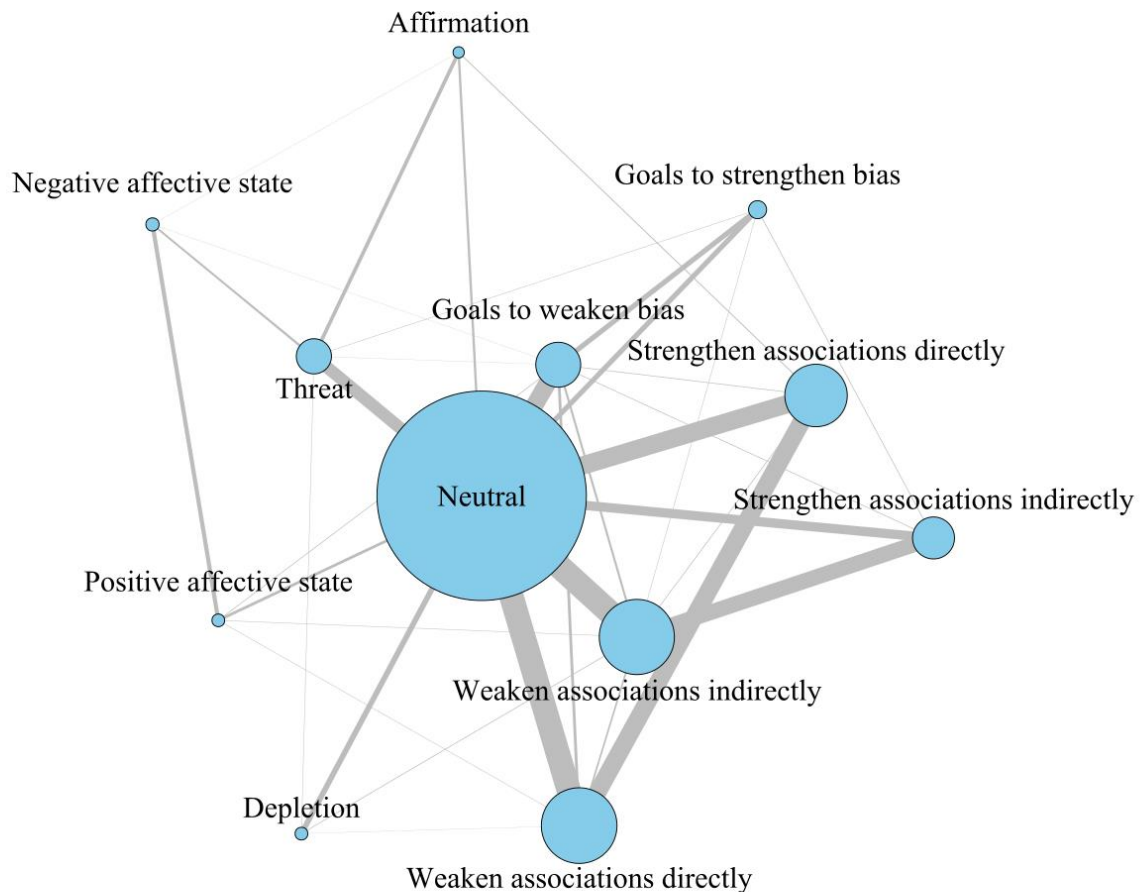 Affirmation
Negative affective state
Goals to strengthen bias
Goals to weaken bias
Strengthen associations directly
Threat
Neutral
Strengthen associations indirectly
Positive affective state
Weaken associations indirectly
Depletion
Weaken associations directly